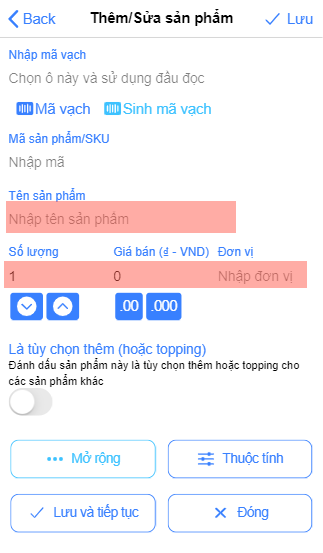 Back Thêm/Sửa sản phẩm Lưu
Nhập mã vạch
Chọn ô này và sử dụng đầu đọc
Mã vạch Sinh mã vạch
Mã sản phẩm/SKU
Nhập mã
Tên sản phẩm
Nhập tên sản phẩm
Số lượng Giá bán (₫ - VND) Đơn vị
1 0 Nhập đơn vị
.00 .000
Là tùy chọn thêm (hoặc topping)
Đánh dấu sản phẩm này là tùy chọn thêm hoặc topping cho
các sản phẩm khác
Mở rộng Thuộc tính
Lưu và tiếp tục Đóng